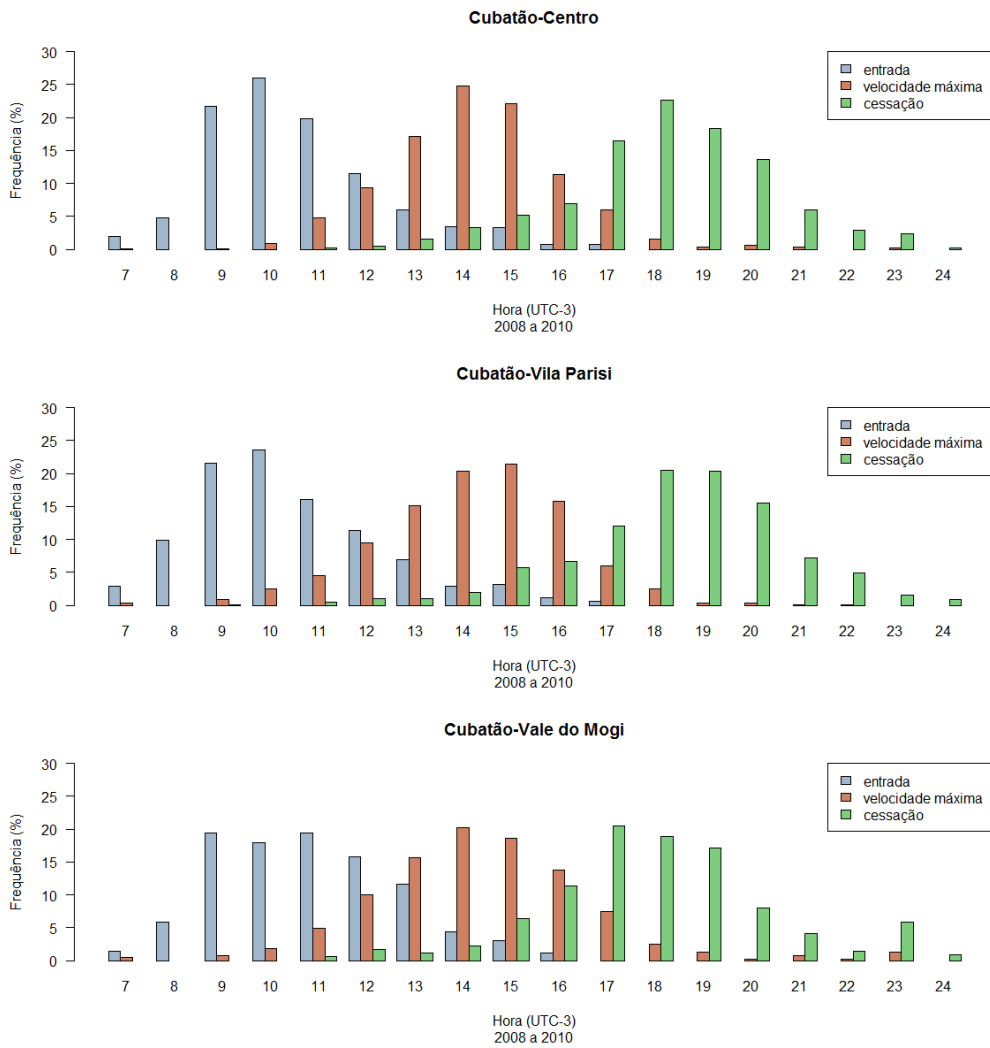 Cubatão-Centro
30
25
20
15
10
5
0
Frequência (%)
entrada
velocidade máxima
cessação
7 8 9 10 11 12 13 14 15 16 17 18 19 20 21 22 23 24
Hora (UTC-3)
2008 a 2010
Cubatão-Vila Parisi
30
25
20
15
10
5
0
Frequência (%)
entrada
velocidade máxima
cessação
7 8 9 10 11 12 13 14 15 16 17 18 19 20 21 22 23 24
Hora (UTC-3)
2008 a 2010
Cubatão-Vale do Mogi
30
25
20
15
10
5
0
Frequência (%)
entrada
velocidade máxima
cessação
7 8 9 10 11 12 13 14 15 16 17 18 19 20 21 22 23 24
Hora (UTC-3)
2008 a 2010